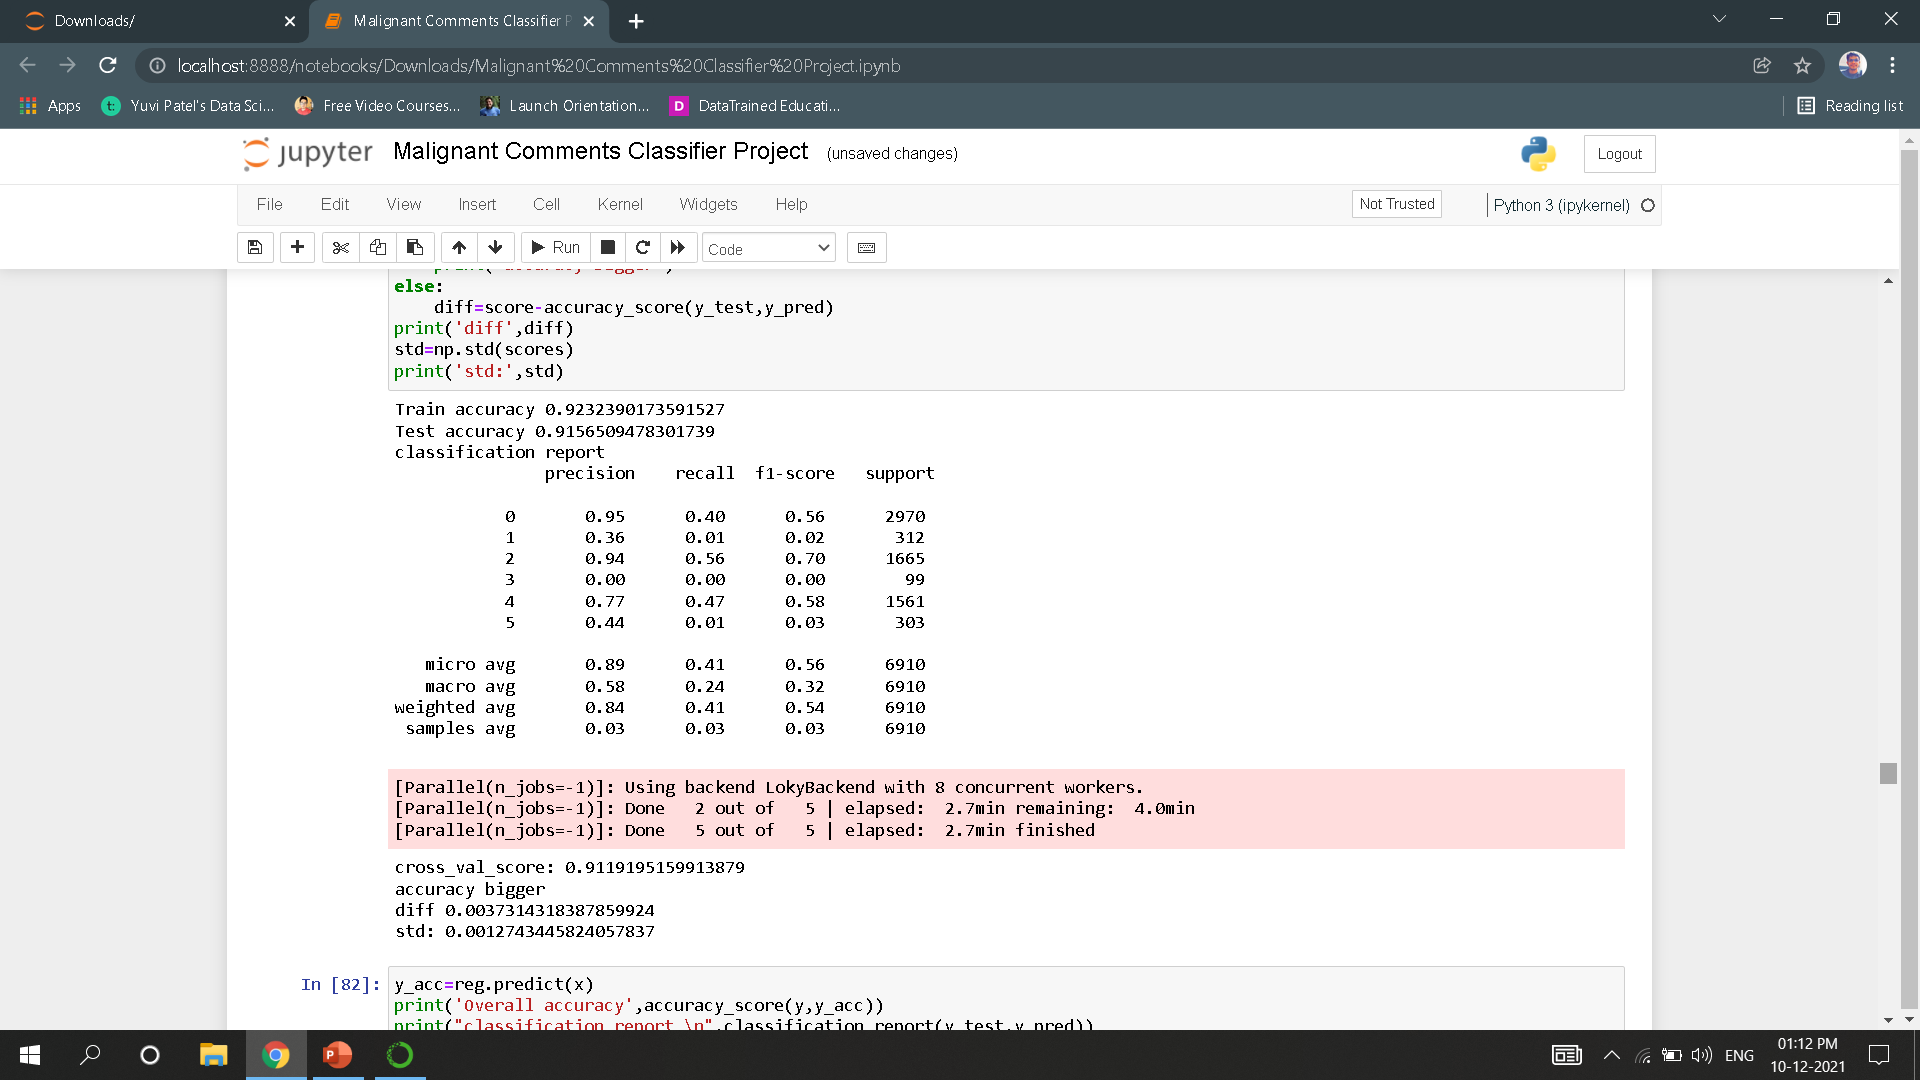 Downloads/
Malignant Comments Classifier P
localhost:8888/notebooks/Downloads/Malignant%20Comments%20Classifier%20Project.ipynb
Apps
Yuvi Patel's Data Sci...
Free Video Courses...
Launch Orientation...
D
DataTrained Educati...
Reading list
jupyter Malignant Comments Classifier Project (unsaved changes)
Logout
File Edit View Insert Cell Kernel Widgets Help
Not Trusted
Python 3 (ipykernel)
Run
Code
else:
diff=score-accuracy_score(y_test,y_pred)
print('diff',diff)
std=np.std(scores)
print('std:',std)
Train accuracy 0.9232390173591527
Test accuracy 0.9156509478301739
classification report
precision recall f1-score support
0 0.95 0.40 0.56 2970
1 0.36 0.01 0.02 312
2 0.94 0.56 0.70 1665
3 0.00 0.00 0.00 99
4 0.77 0.47 0.58 1561
5 0.44 0.01 0.03 303
micro avg 0.89 0.41 0.56 6910
macro avg 0.58 0.24 0.32 6910
weighted avg 0.84 0.41 0.54 6910
samples avg 0.03 0.03 0.03 6910
[Parallel(n_jobs=-1)]: Using backend LokyBackend with 8 concurrent workers.
[Parallel(n_jobs=-1)]: Done 2 out of 5 | elapsed: 2.7min remaining: 4.0min
[Parallel(n_jobs=-1)]: Done 5 out of 5 | elapsed: 2.7min finished
cross_val_score: 0.9119195159913879
accuracy bigger
diff 0.0037314318387859924
std: 0.0012743445824057837
In [82]:
y_acc=reg.predict(x)
print('Overall accuracy',accuracy_score(y,y_acc))
print("classification report \n",classification_report(y_test,y_pred))
ENG
01:12 PM
10-12-2021